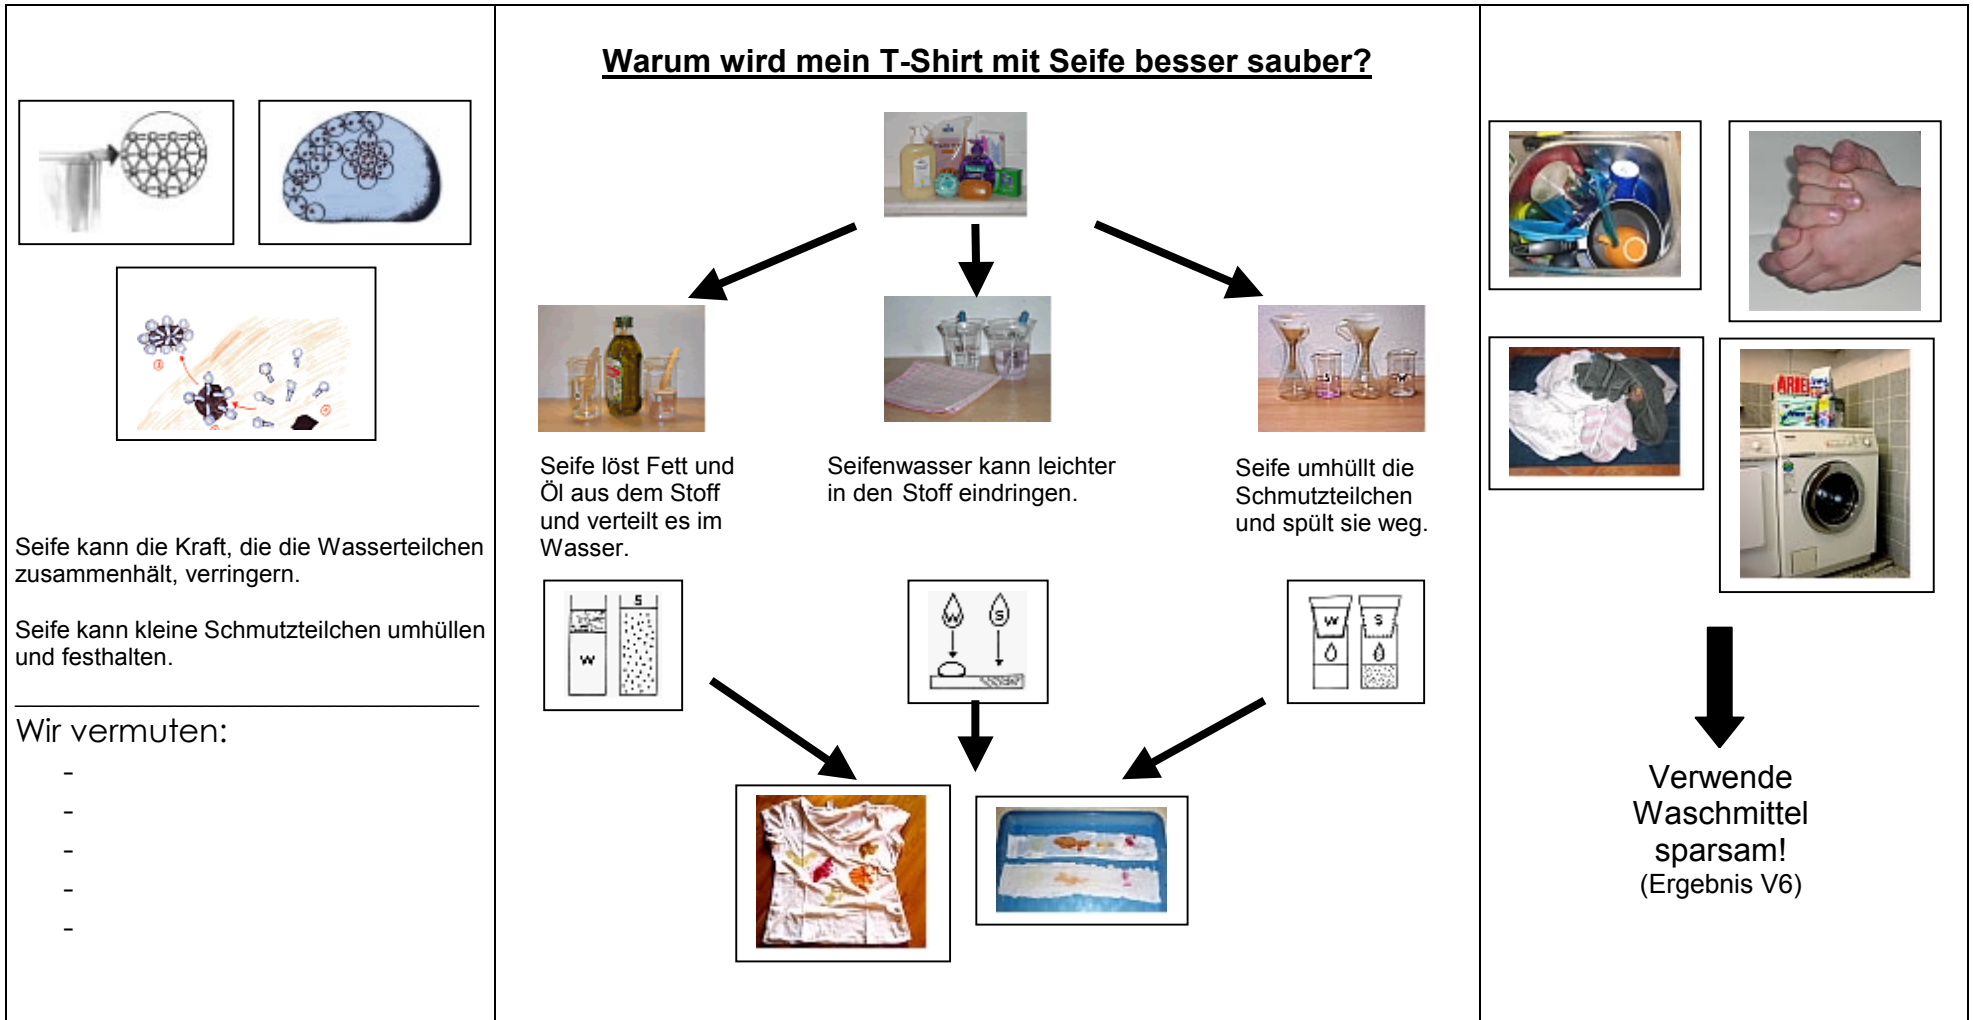 Seife kann die Kraft, die die Wasserteilchen
zusammenhält, verringern.
Seife kann kleine Schmutzteilchen umhüllen
und festhalten.
Wir vermuten:
-
-
-
-
-
Warum wird mein T-Shirt mit Seife besser sauber?
Seife löst Fett und
Öl aus dem Stoff
und verteilt es im
Wasser.
Seifenwasser kann leichter
in den Stoff eindringen.
Seife umhüllt die
Schmutzteilchen
und spült sie weg.
W
S
W
S
W
S
ARIEL
Verwende
Waschmittel
sparsam!
(Ergebnis V6)